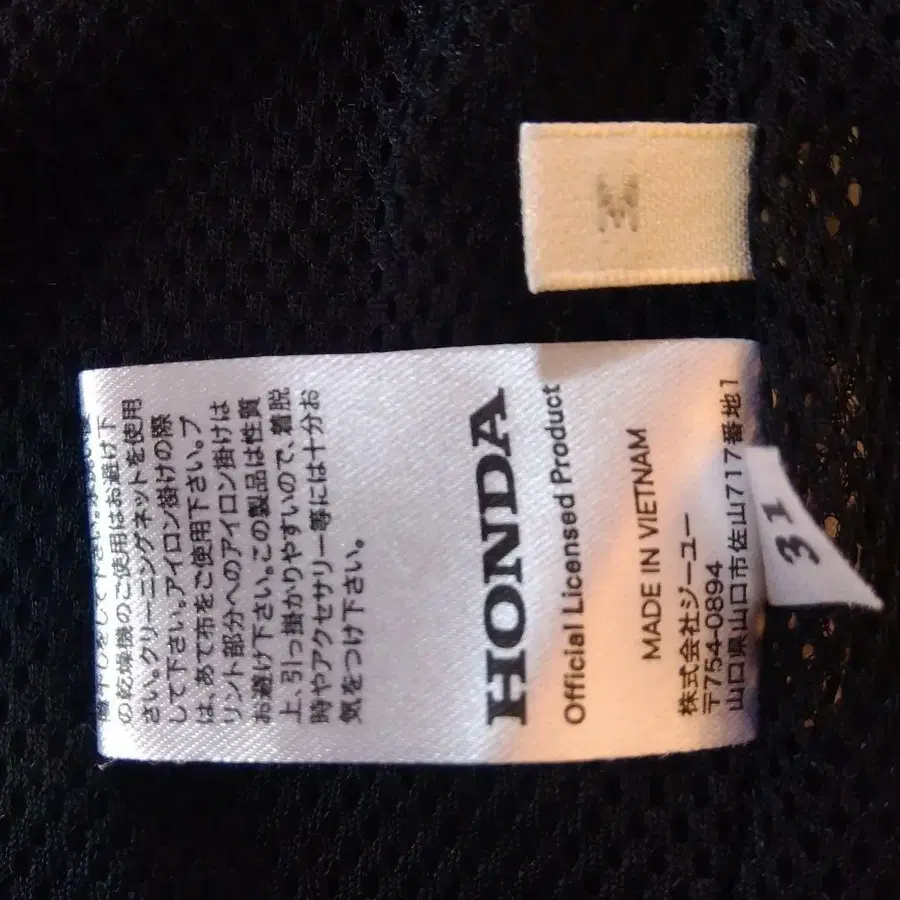 の乾燥機のご使用はお避け下
さい。クリーニングネットを使用
して下さい。アイロン掛けの際
は、あて布をご使用下さい。プ
リント部分へのアイロン掛けは
お避け下さい。この製品は性質
上、引っ掛かりやすいので、着脱
時やアクセサリー等には十分お
気をつけ下さい。
HONDA
Official Licensed Product
MADE IN VIETNAM
株式会社ジーユー
〒754-0894
山口県山口市佐山717番地1
31